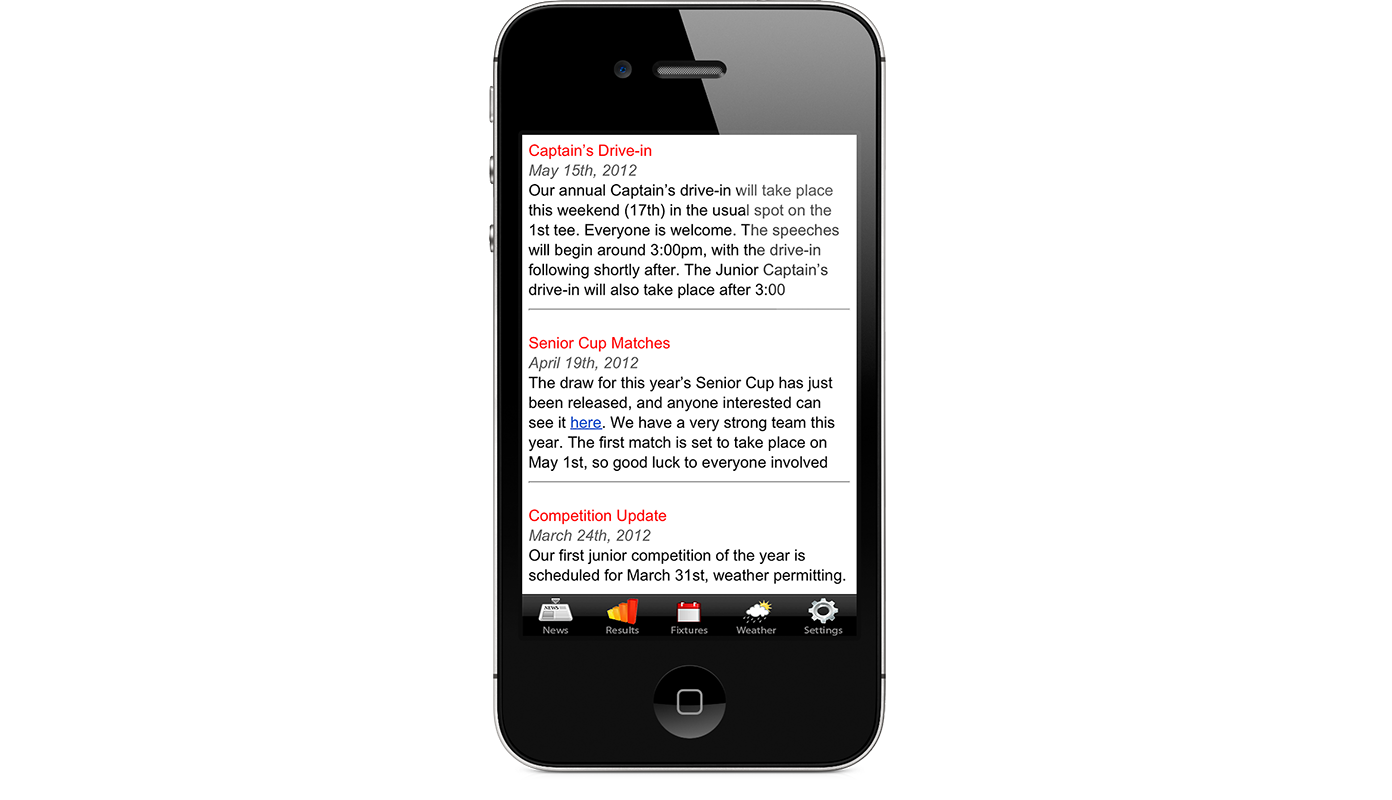 Captain’s Drive-in
May 15th, 2012
Our annual Captain’s drive-in will take place
this weekend (17th) in the usual spot on the
1st tee. Everyone is welcome. The speeches
will begin around 3:00pm, with the drive-in
following shortly after. The Junior Captain’s
drive-in will also take place after 3:00
Senior Cup Matches
April 19th, 2012
The draw for this year’s Senior Cup has just
been released, and anyone interested can
see it here. We have a very strong team this
year. The first match is set to take place on
May 1st, so good luck to everyone involved
Competition Update
March 24th, 2012
Our first junior competition of the year is
scheduled for March 31st, weather permitting.
NEWS
News Results Fixtures Weather Settings